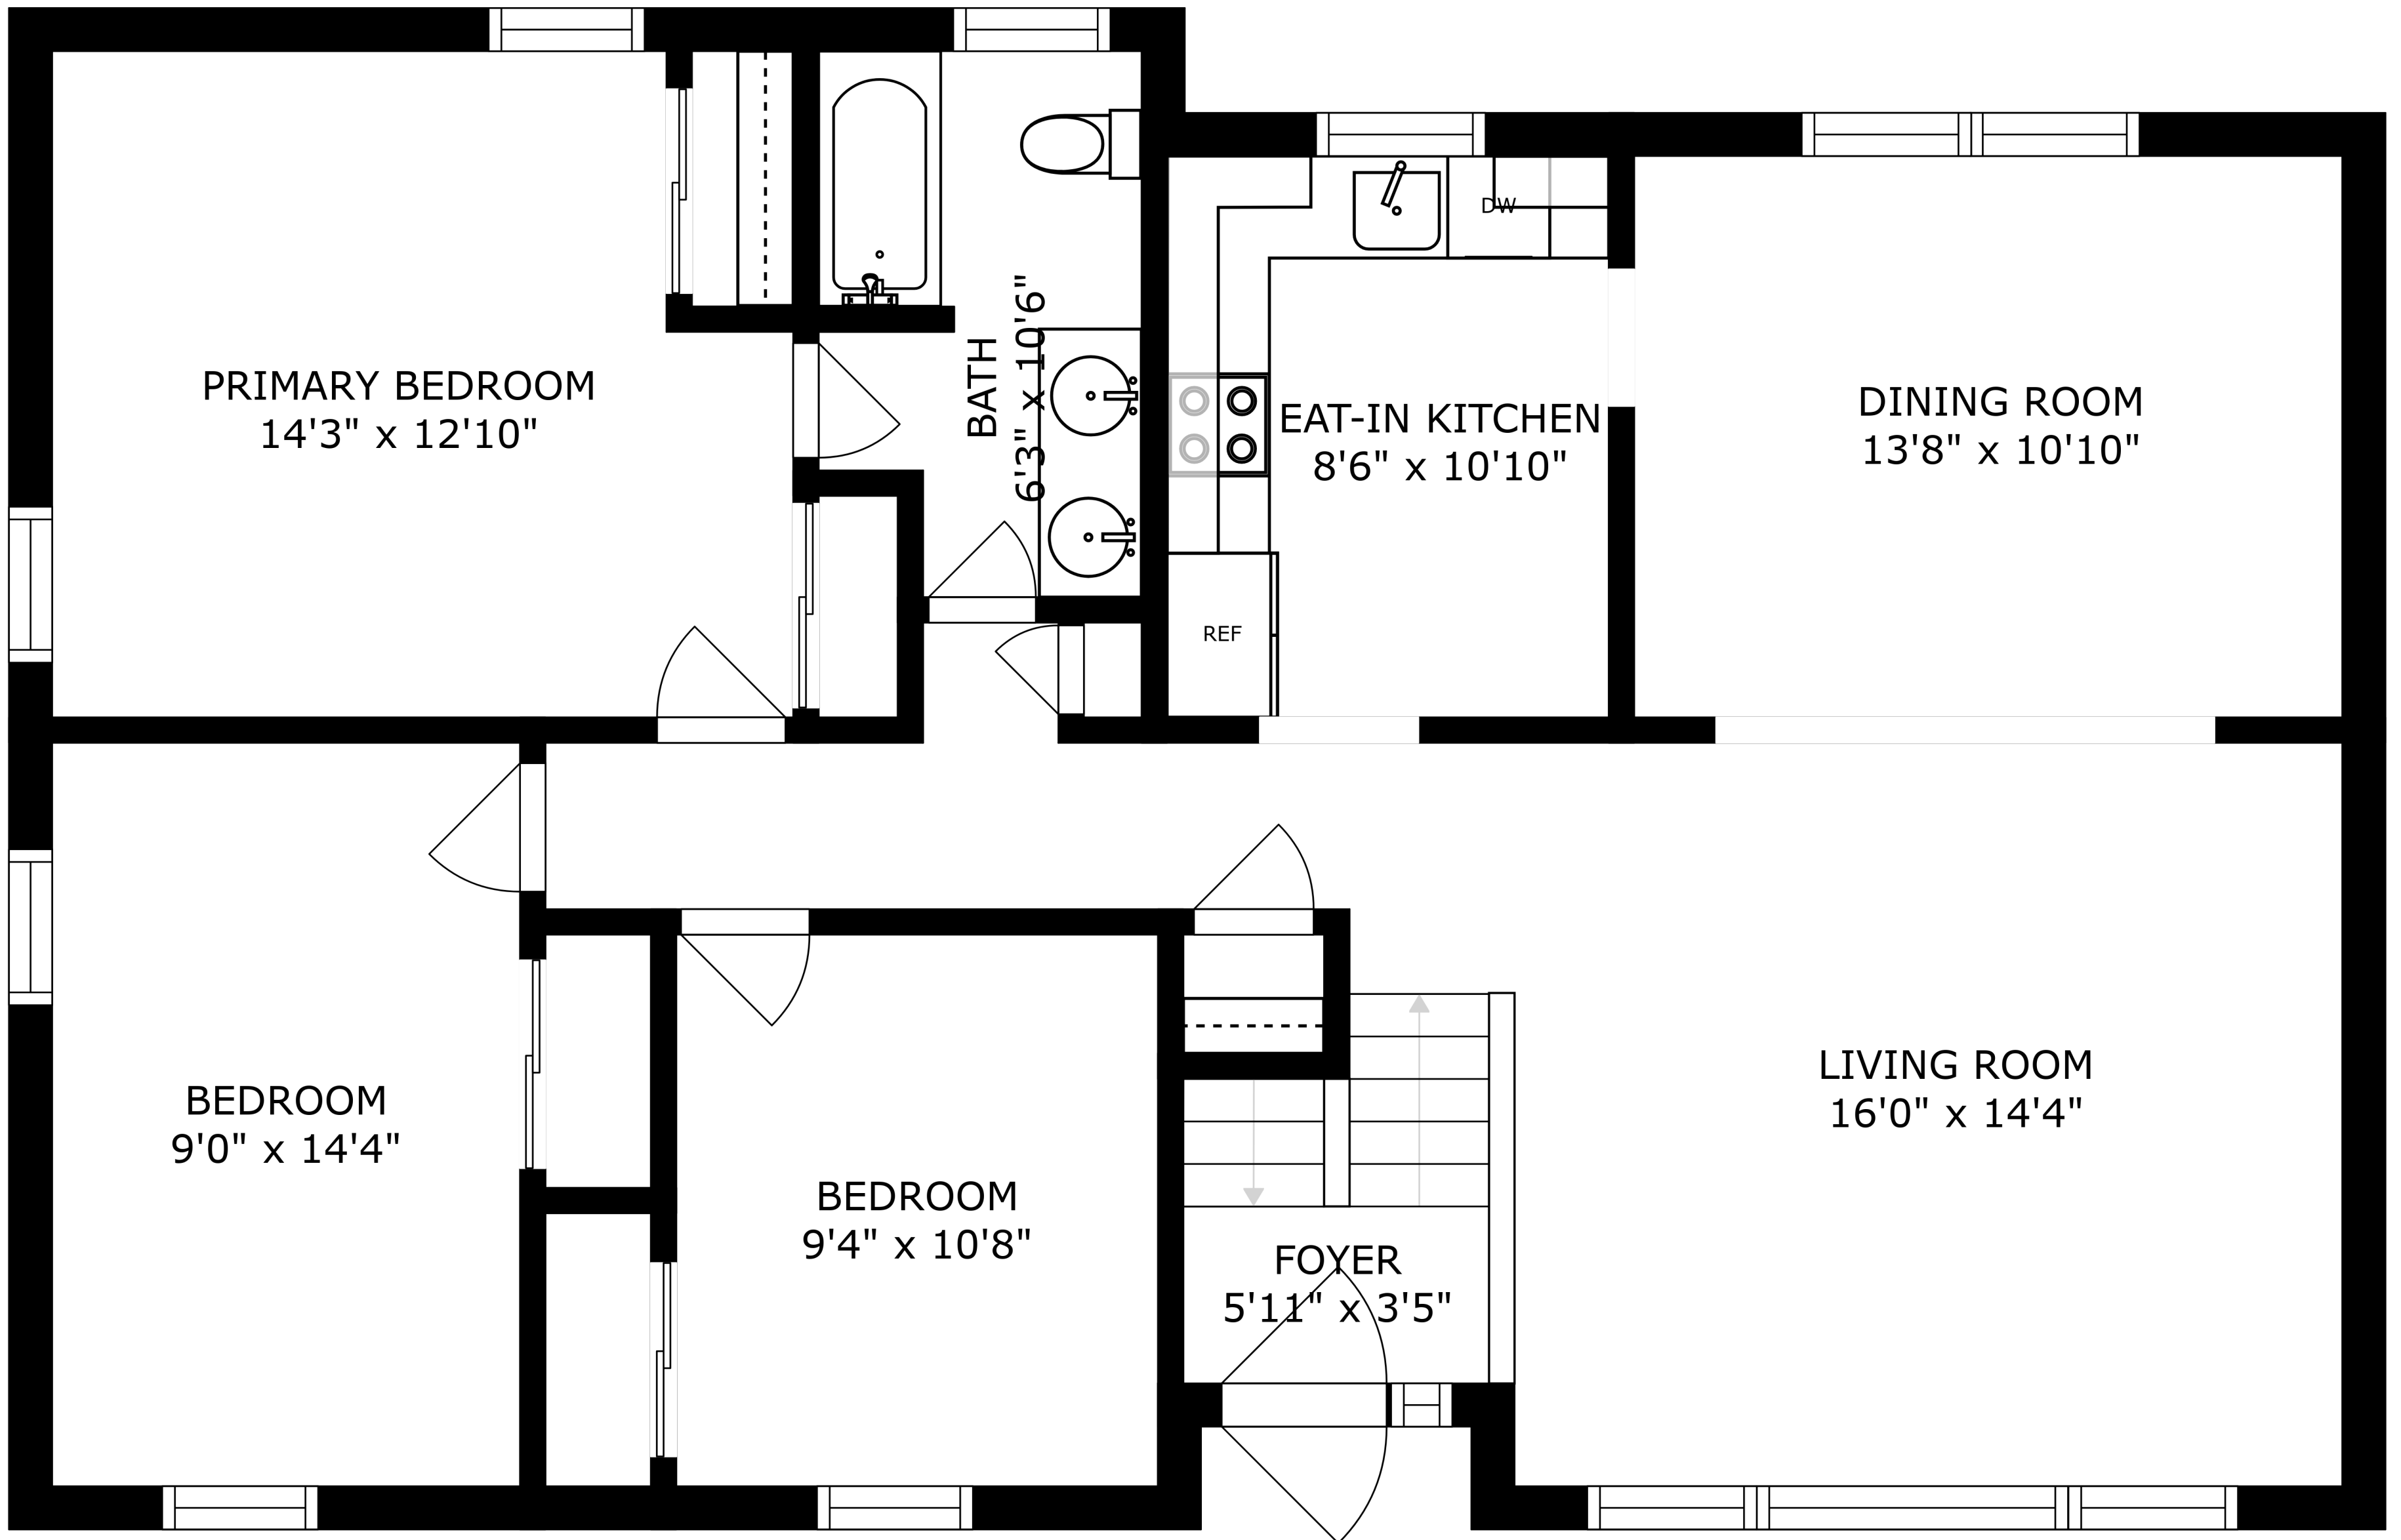 PRIMARY BEDROOM
14'3" x 12'10"
BATH
6'3" x 10'6"
DW
EAT-IN KITCHEN
8'6" x 10'10"
REF
DINING ROOM
13'8" x 10'10"
BEDROOM
9'0" x 14'4"
BEDROOM
9'4" x 10'8"
FOYER
5'11" x 3'5"
LIVING ROOM
16'0" x 14'4"